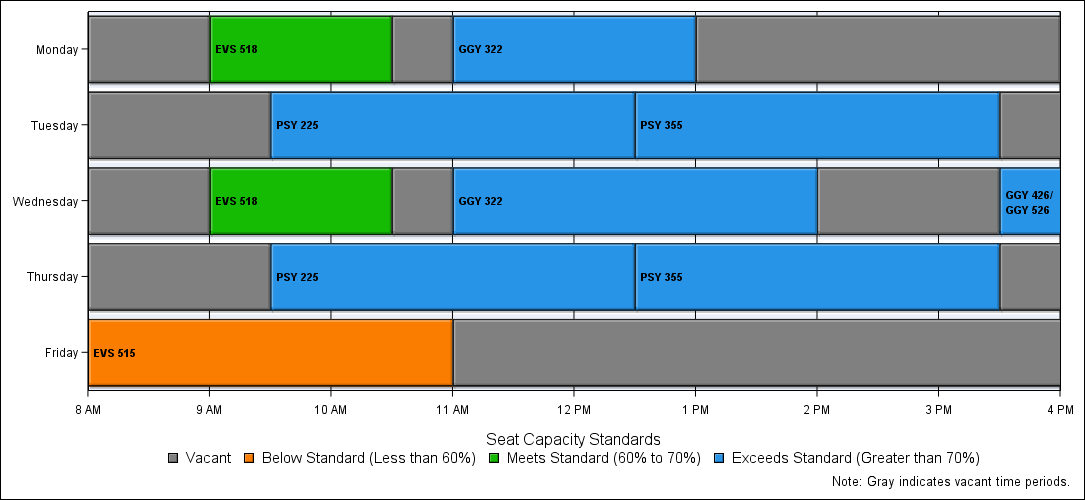 Monday
EVS 518
GGY 322
Tuesday
PSY 225
PSY 355
Wednesday
EVS 518
GGY 322
GGY 426/
GGY 526
Thursday
PSY 225
PSY 355
Friday
EVS 515
8 AM 9 AM 10 AM 11 AM 12 PM 1 PM 2 PM 3 PM 4 PM
Seat Capacity Standards
Vacant Below Standard (Less than 60%) Meets Standard (60% to 70%) Exceeds Standard (Greater than 70%)
Note: Gray indicates vacant time periods.